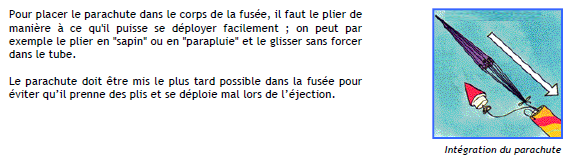 Pour placer le parachute dans le corps de la fusée, il faut le plier de
manière à ce qu'il puisse se déployer facilement ; on peut par
exemple le plier en "sapin" ou en "parapluie" et le glisser sans forcer
dans le tube.
Le parachute doit être mis le plus tard possible dans la fusée pour
éviter qu’il prenne des plis et se déploie mal lors de l’éjection.
Intégration du parachute